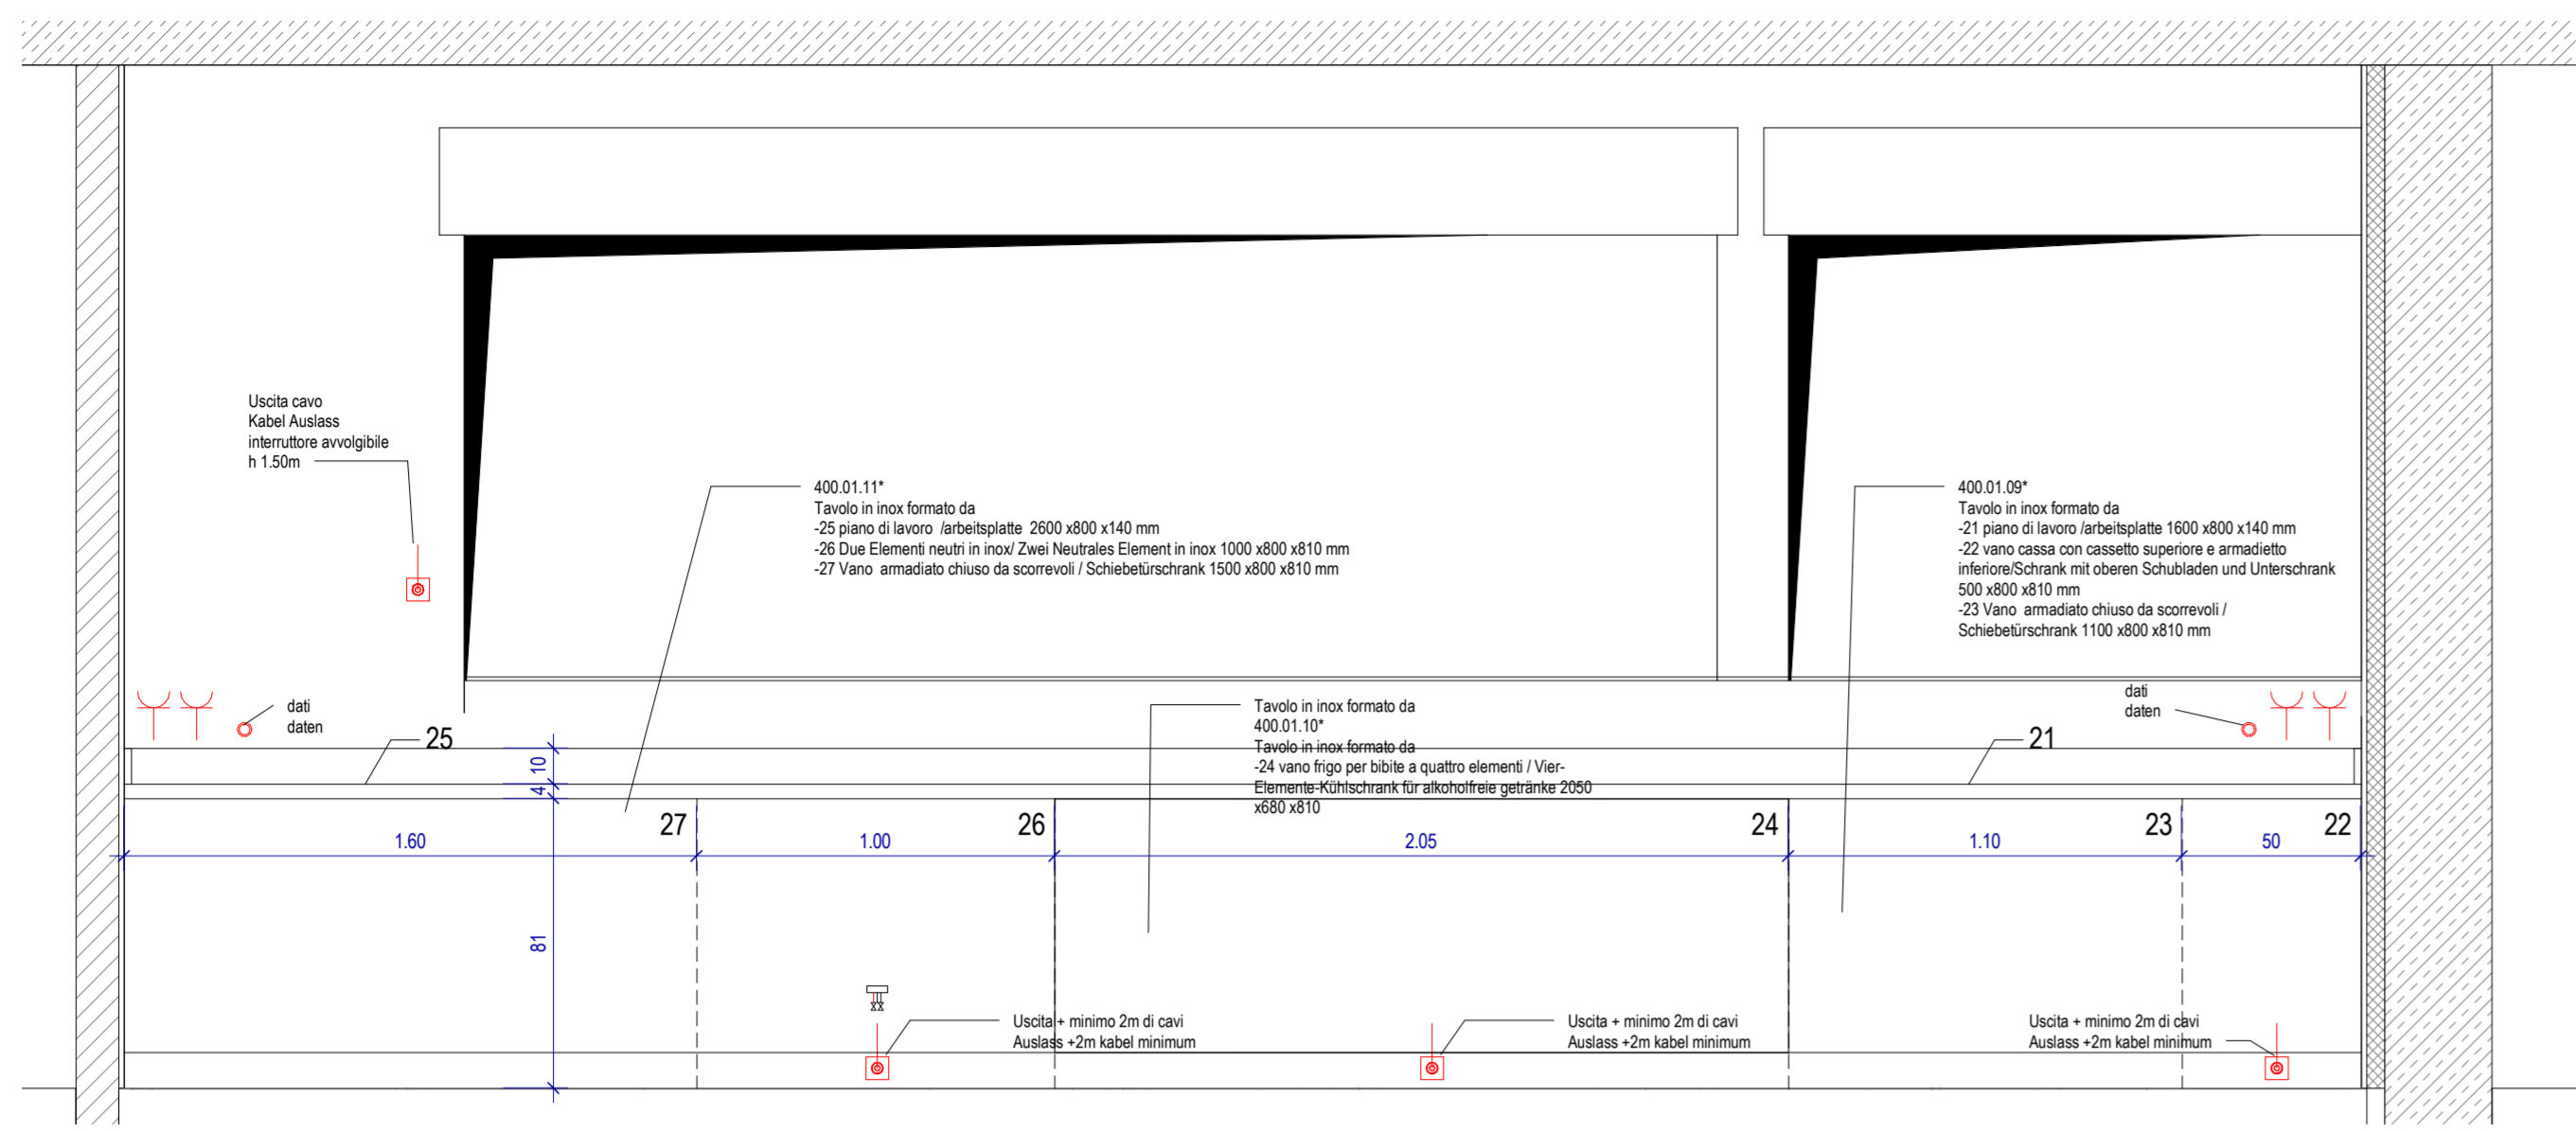 Uscita cavo
Kabel Auslass
interruttore avvolgibile
h 1.50m
400.01.11*
Tavolo in inox formato da
-25 piano di lavoro /arbeitsplatte 2600 x800 x140 mm
-26 Due Elementi neutri in inox/ Zwei Neutrales Element in inox 1000 x800 x810 mm
-27 Vano armadiato chiuso da scorrevoli / Schiebetürschrank 1500 x800 x810 mm
400.01.09*
Tavolo in inox formato da
-21 piano di lavoro /arbeitsplatte 1600 x800 x140 mm
-22 vano cassa con cassetto superiore e armadietto
inferiore/Schrank mit oberen Schubladen und Unterschrank
500 x800 x810 mm
-23 Vano armadiato chiuso da scorrevoli /
Schiebetürschrank 1100 x800 x810 mm
dati
daten
25
Tavolo in inox formato da
400.01.10*
Tavolo in inox formato da
-24 vano frigo per bibite a quattro elementi / Vier-
Elemente-Kühlschrank für alkoholfreie getränke 2050
x680 x810
dati
daten
21
10
4
27
26
24
23
22
1.60
1.00
2.05
1.10
50
81
Uscita + minimo 2m di cavi
Auslass +2m kabel minimum
Uscita + minimo 2m di cavi
Auslass +2m kabel minimum
Uscita + minimo 2m di cavi
Auslass +2m kabel minimum